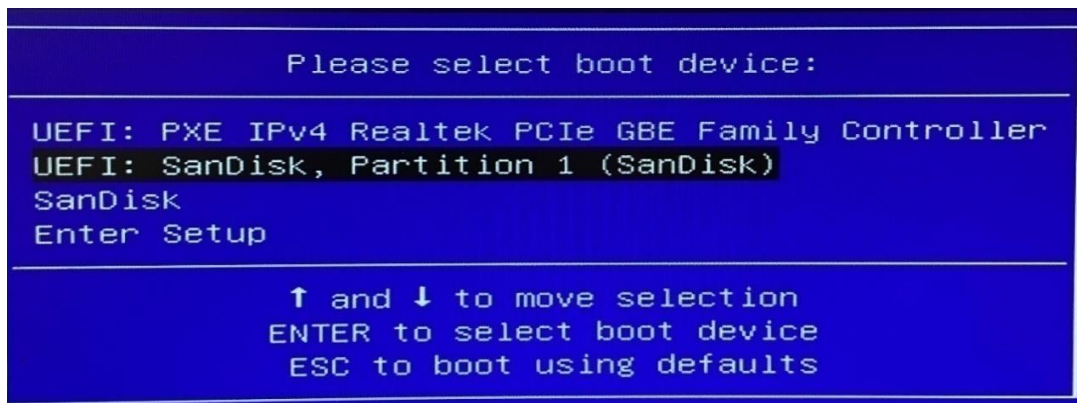 Please select boot device:
UEFI: PXE IPv4 Realtek PCIe GBE Family Controller
UEFI: SanDisk, Partition 1 (SanDisk)
SanDisk
Enter Setup
↑ and ↓ to move selection
ENTER to select boot device
ESC to boot using defaults